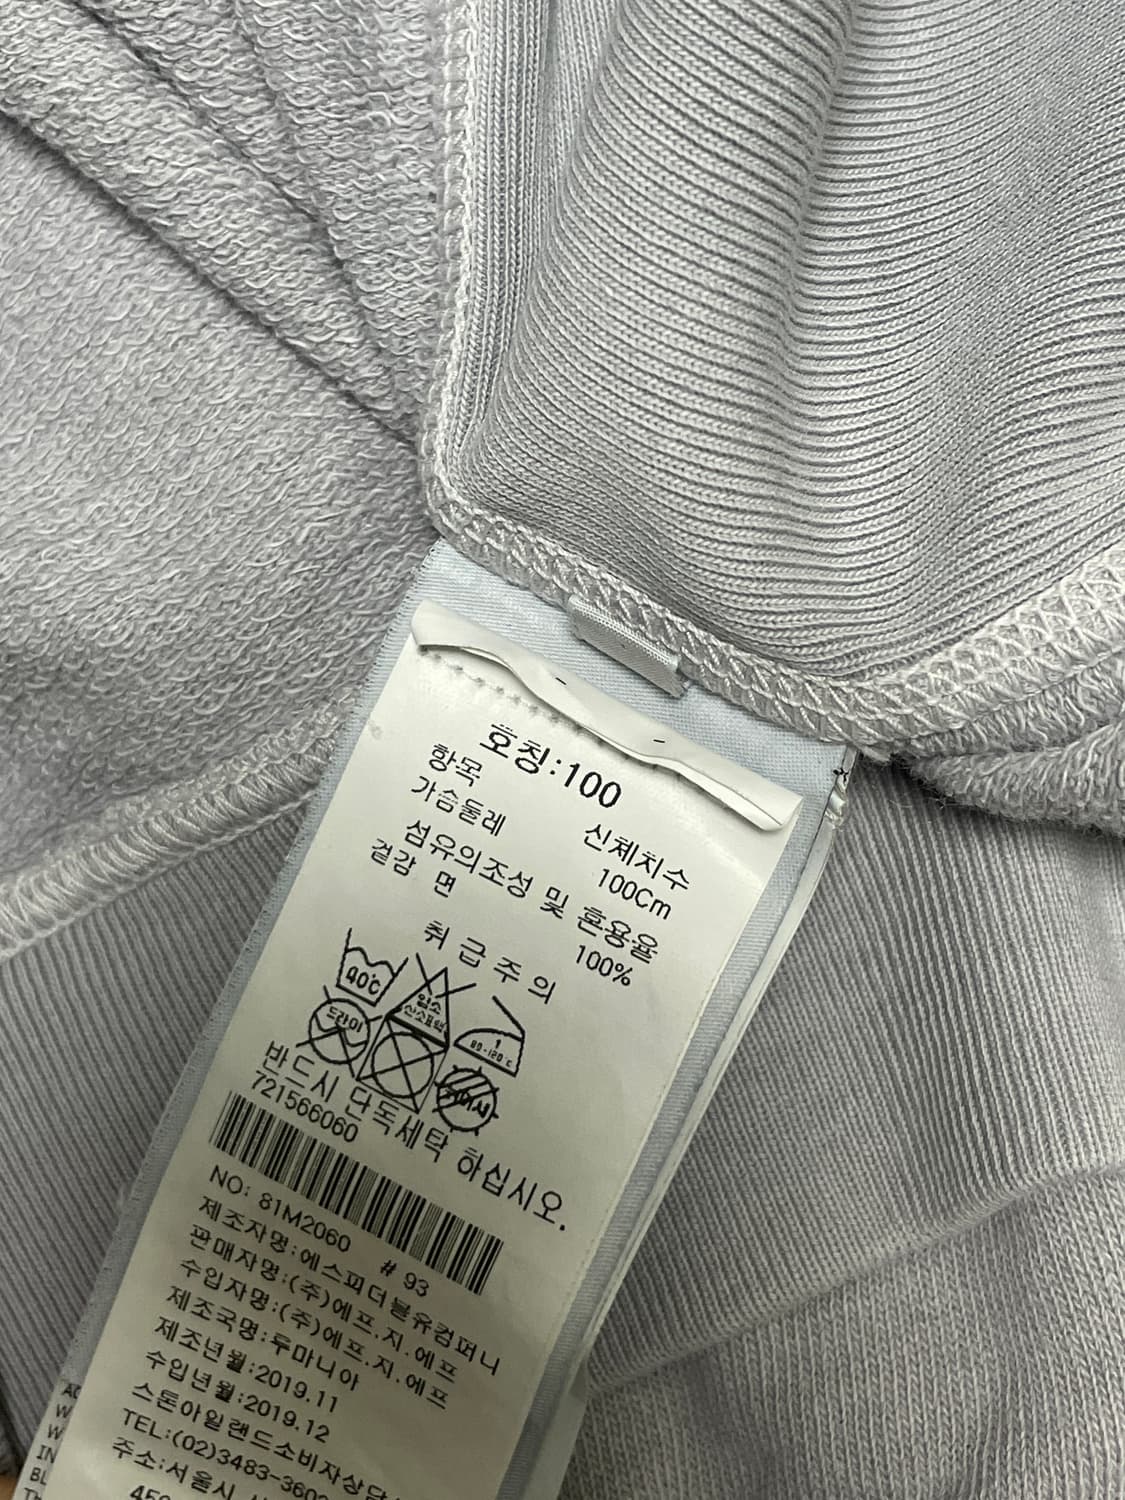 호칭:100
항목 신체치수
가슴둘레 100Cm
섬유의조성 및 혼용율
겉감 면 100%
취급주의
40℃
염소
산소표백
1
80-120℃
드라이
반드시 단독세탁 하십시오.
721566060
NO: 81M2060 # 93
제조자명:에스피더블유컴퍼니
판매자명:(주)에프.지.에프
수입자명:(주)에프.지.에프
제조국명:루마니아
제조년월:2019.11
수입년월:2019.12
스톤아일랜드소비자상담
TEL:(02)3483-360
주소:서울시
IN
BL